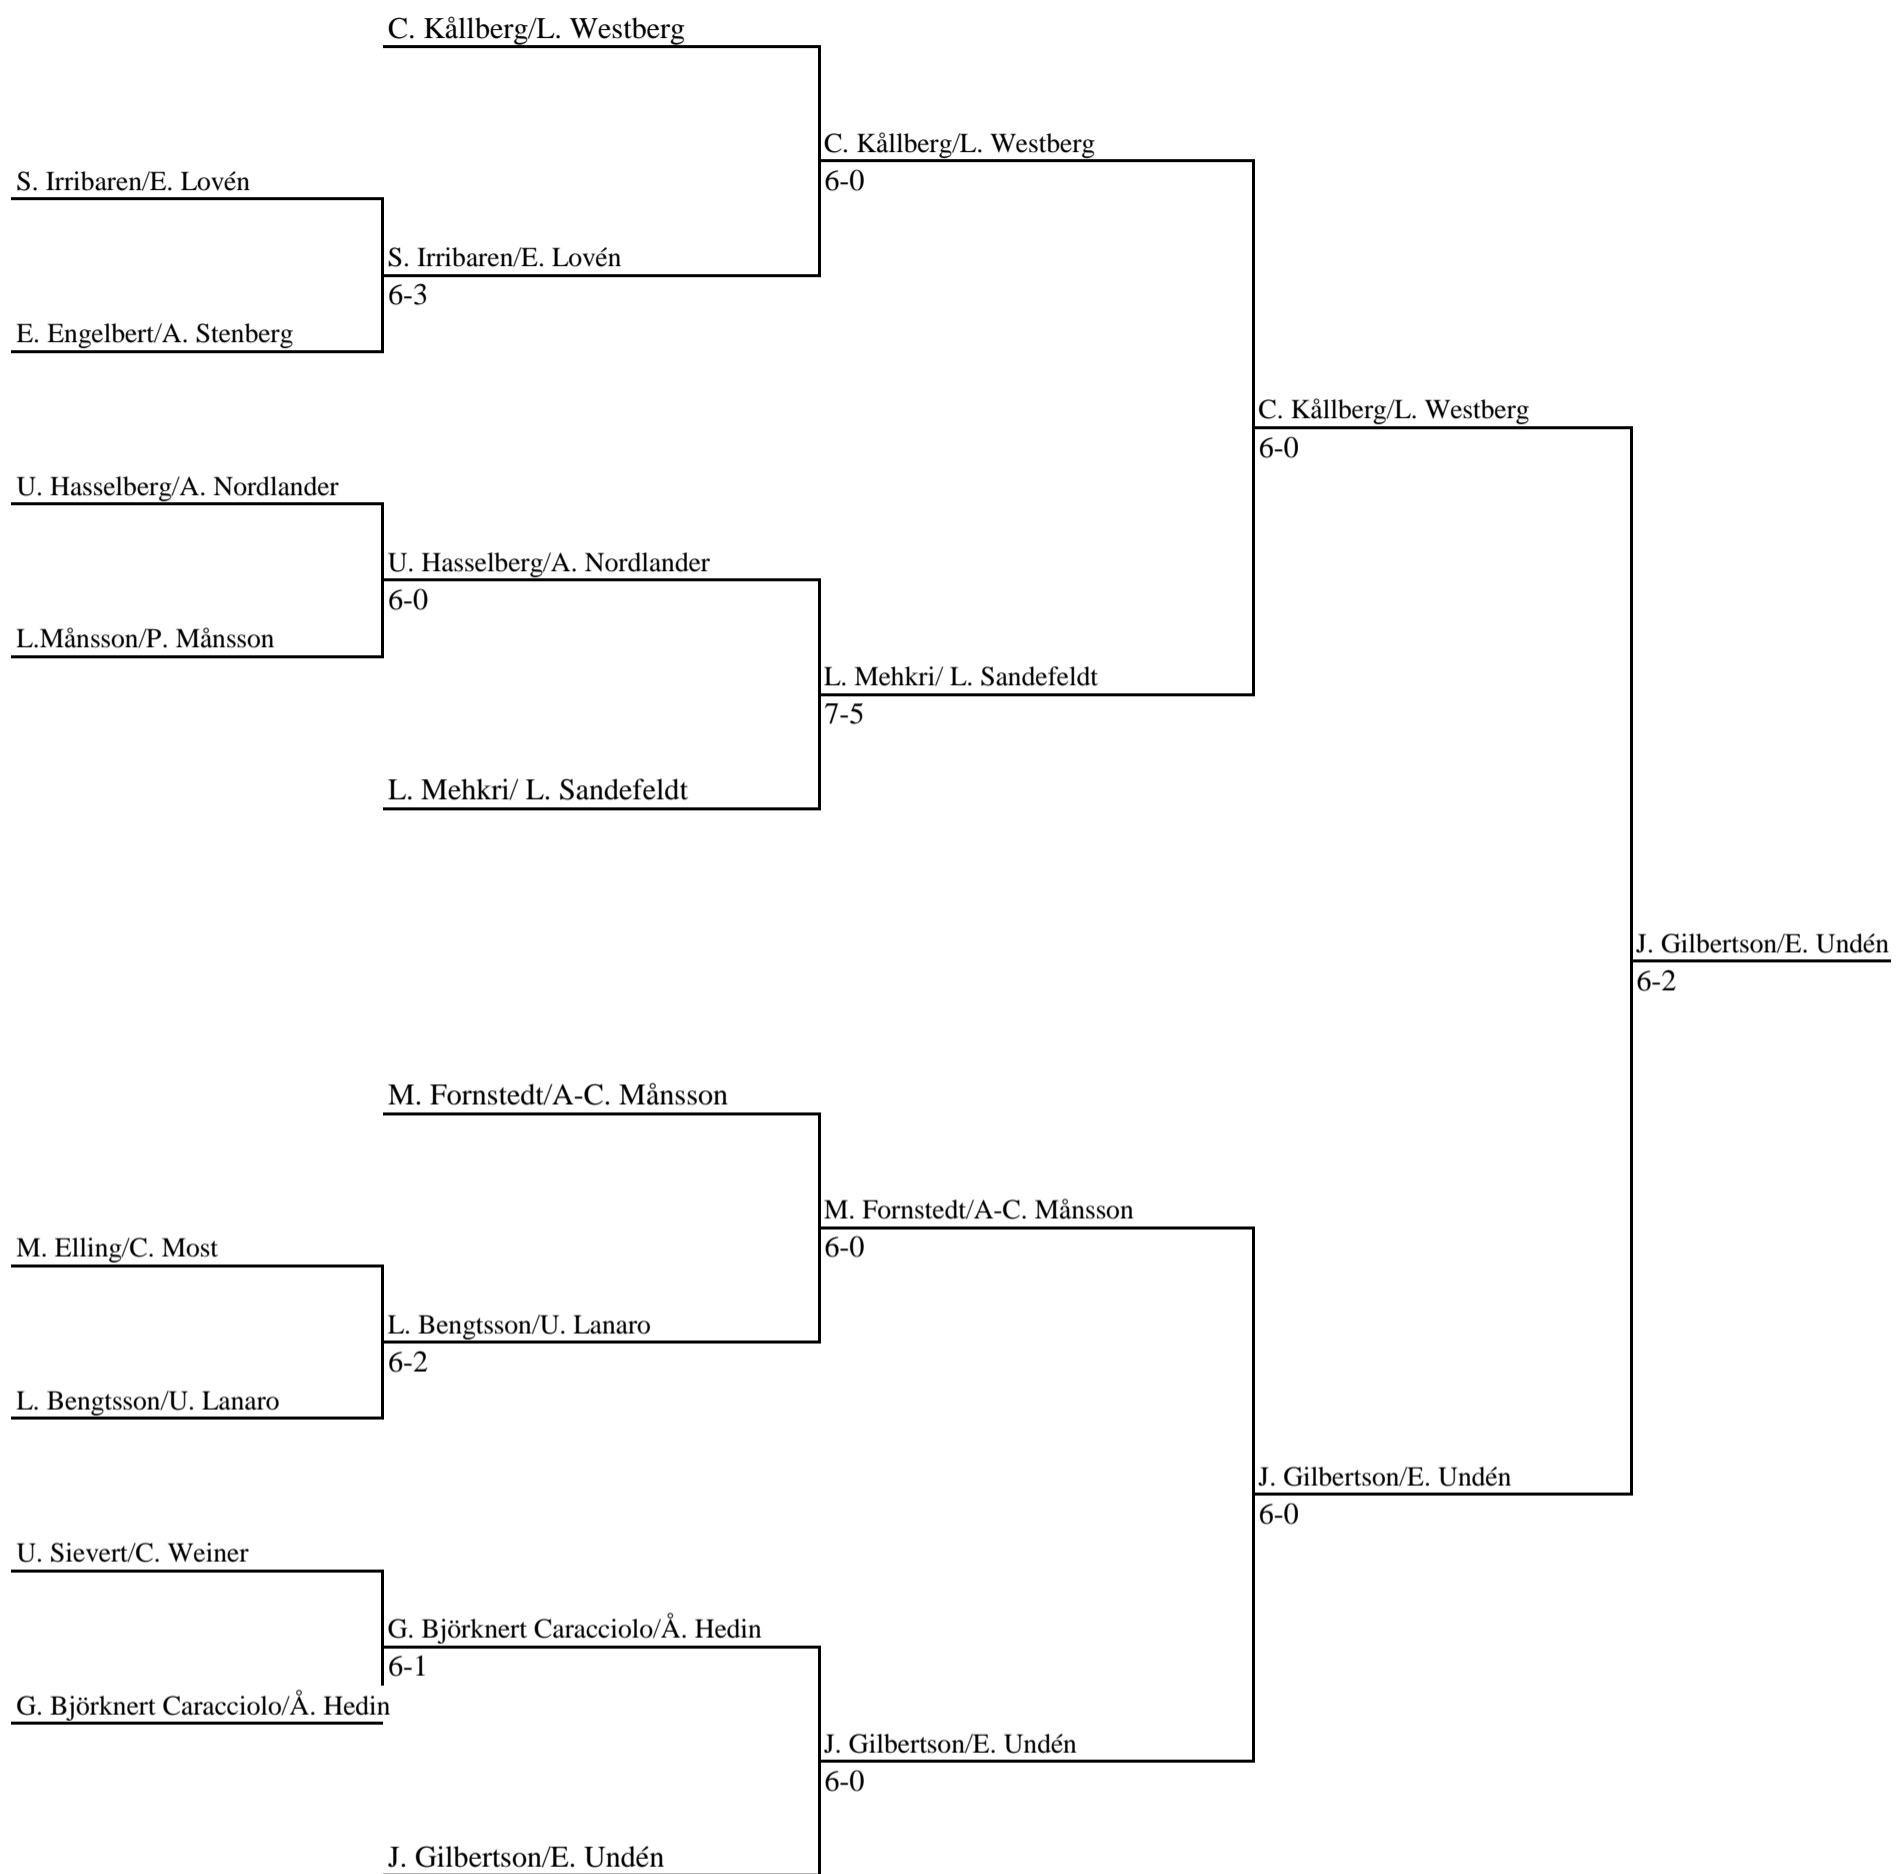 C. Kållberg/L. Westberg
C. Kållberg/L. Westberg
6-0
S. Irribaren/E. Lovén
S. Irribaren/E. Lovén
6-3
E. Engelbert/A. Stenberg
C. Kållberg/L. Westberg
6-0
U. Hasselberg/A. Nordlander
U. Hasselberg/A. Nordlander
6-0
L.Månsson/P. Månsson
L. Mehkri/ L. Sandefeldt
7-5
L. Mehkri/ L. Sandefeldt
J. Gilbertson/E. Undén
6-2
M. Fornstedt/A-C. Månsson
M. Fornstedt/A-C. Månsson
6-0
M. Elling/C. Most
L. Bengtsson/U. Lanaro
6-2
L. Bengtsson/U. Lanaro
J. Gilbertson/E. Undén
6-0
U. Sievert/C. Weiner
G. Björknert Caracciolo/Å. Hedin
6-1
G. Björknert Caracciolo/Å. Hedin
J. Gilbertson/E. Undén
6-0
J. Gilbertson/E. Undén